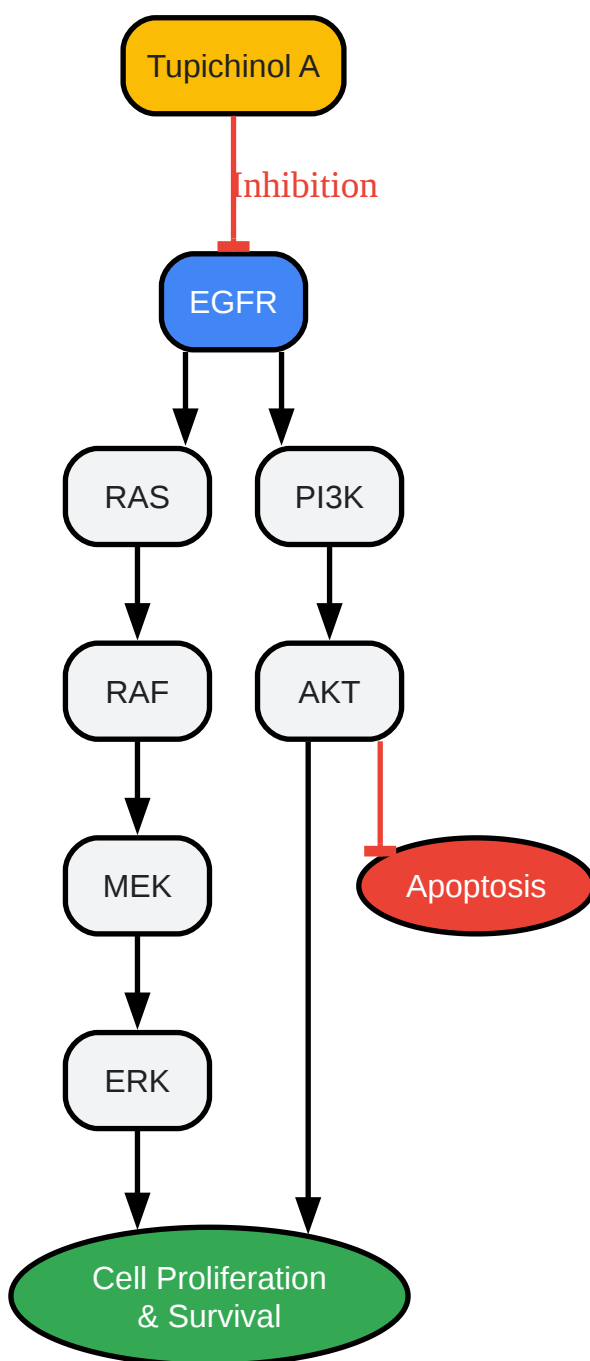 Tupichinol A
Inhibition
EGFR
RAS
PI3K
RAF
AKT
MEK
Apoptosis
ERK
Cell Proliferation
& Survival